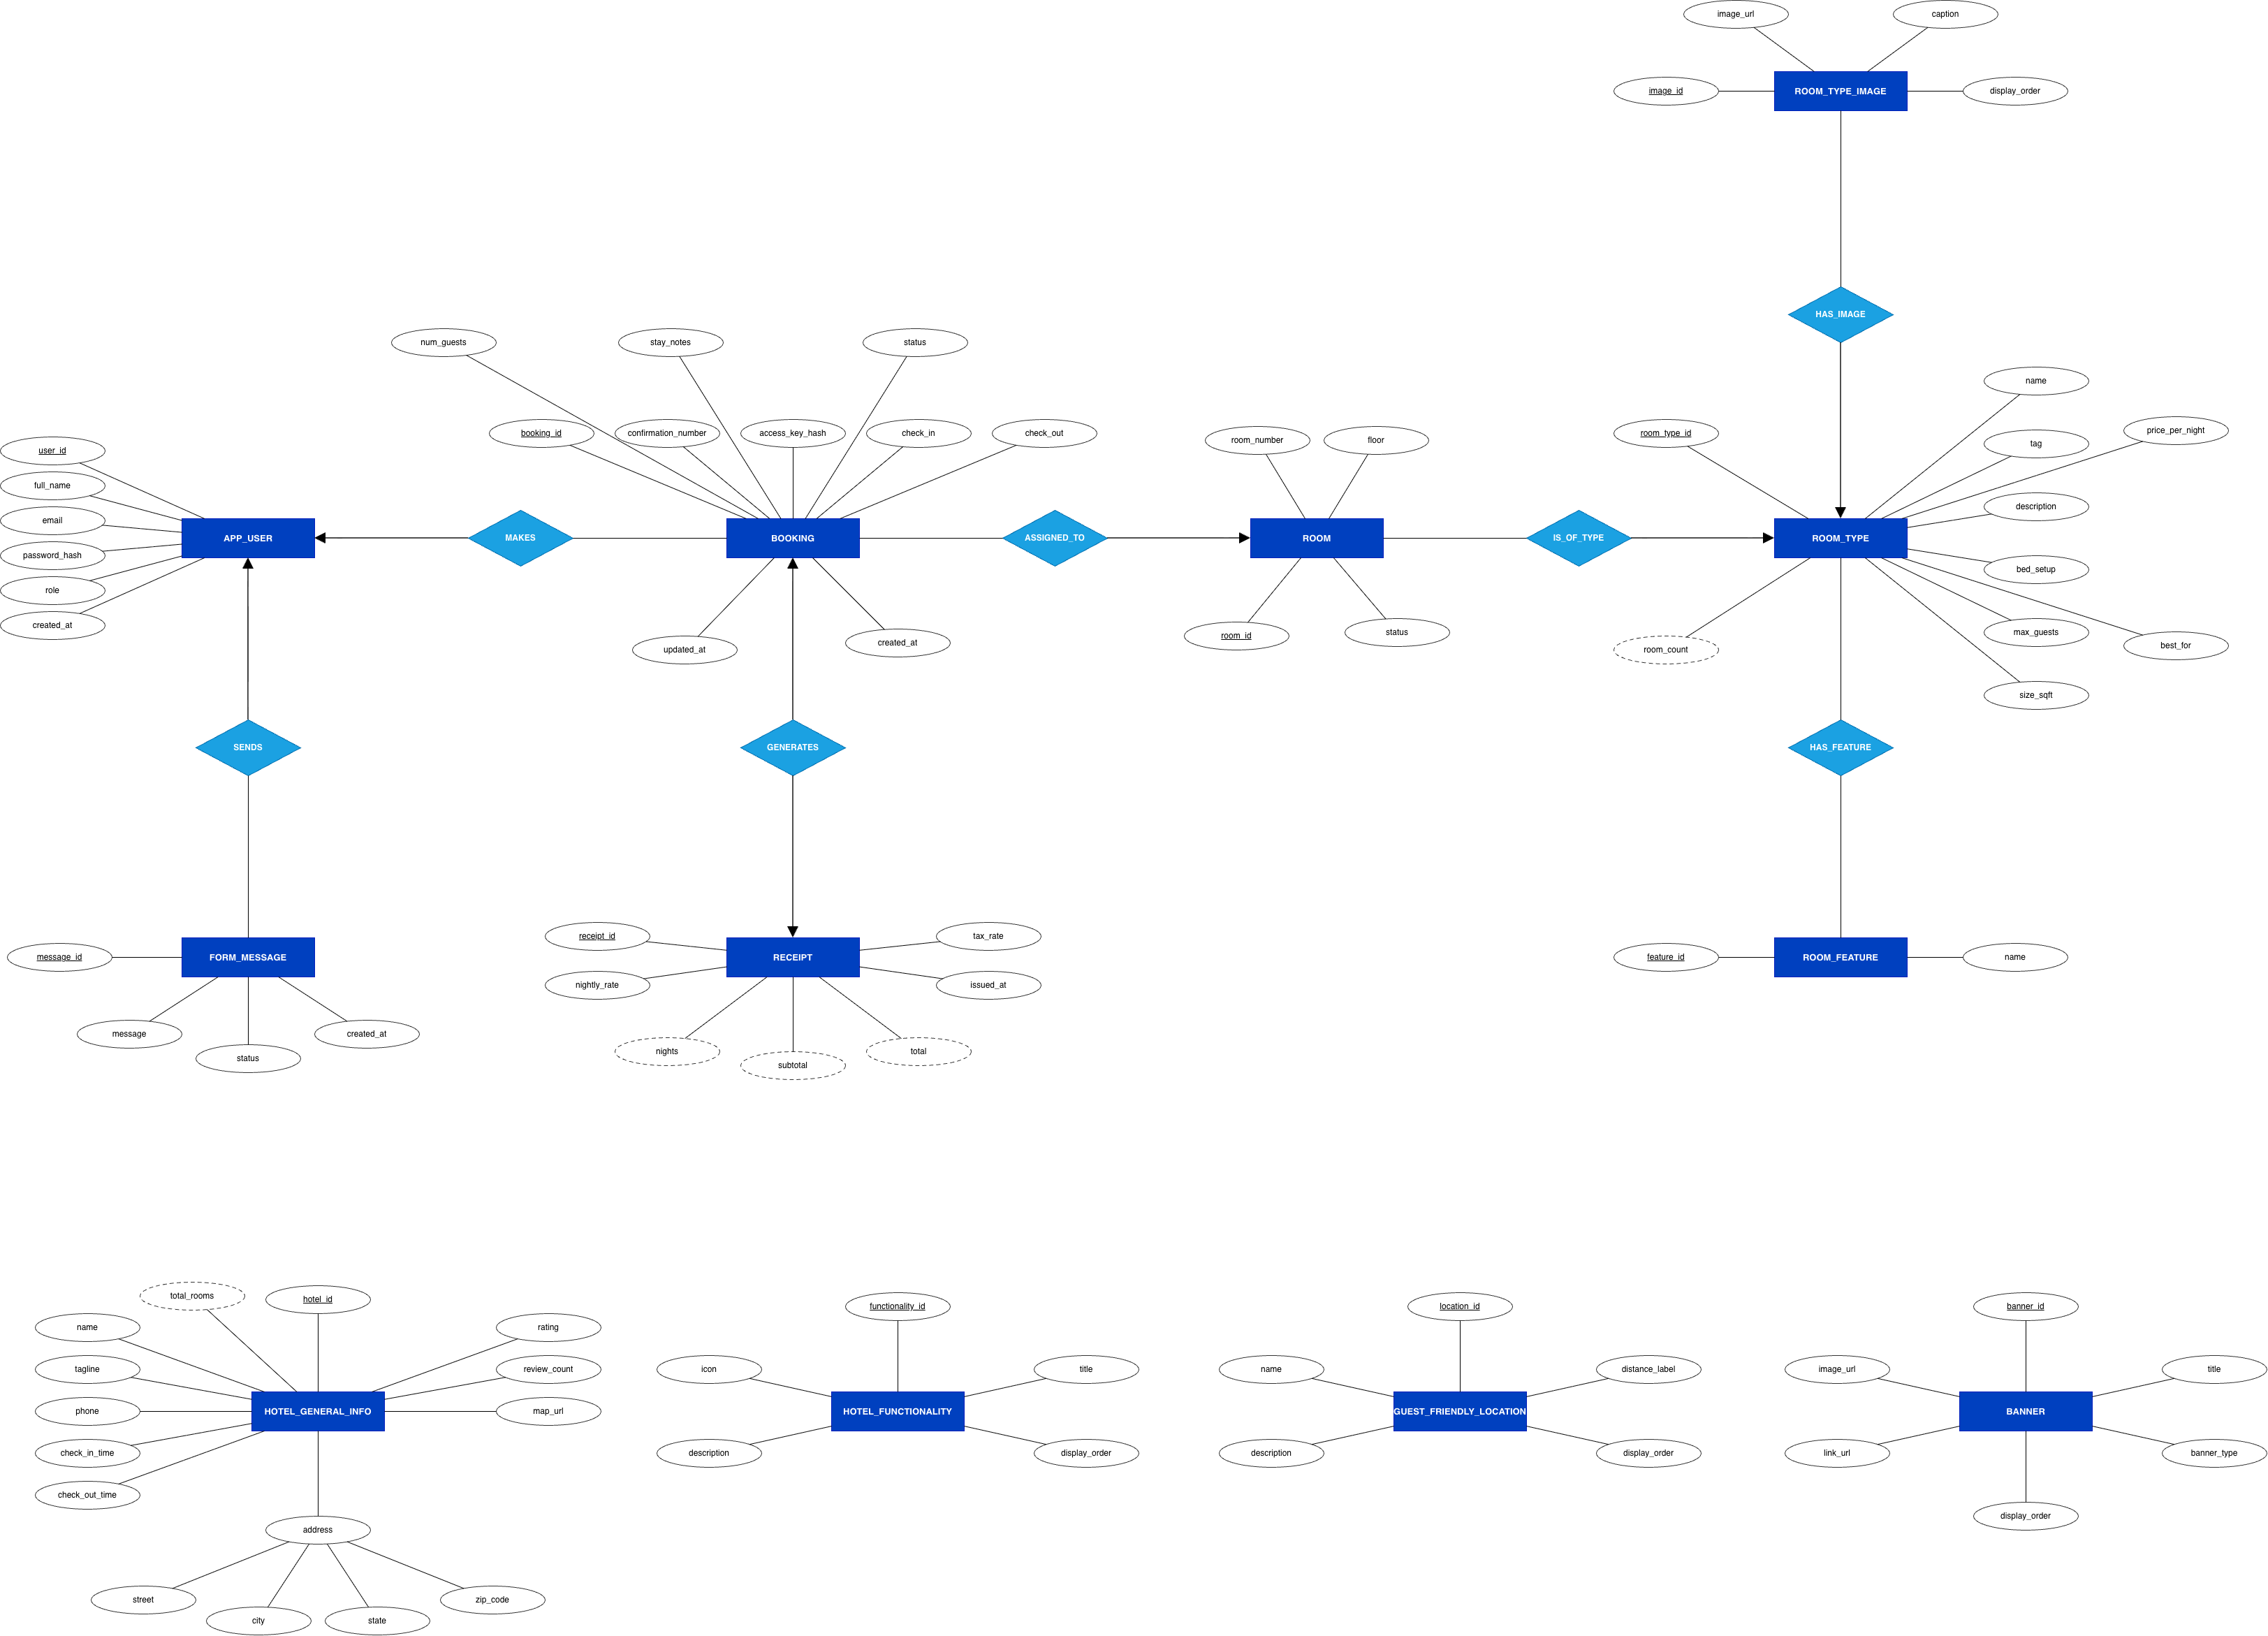 image_url
caption
image_id
ROOM_TYPE_IMAGE
display_order
HAS_IMAGE
num_guests
stay_notes
status
name
booking_id
confirmation_number
access_key_hash
check_in
check_out
room_number
floor
room_type_id
tag
price_per_night
user_id
full_name
email
password_hash
role
created_at
APP_USER
MAKES
BOOKING
ASSIGNED_TO
ROOM
IS_OF_TYPE
ROOM_TYPE
description
bed_setup
max_guests
best_for
size_sqft
room_count
updated_at
created_at
room_id
status
SENDS
GENERATES
HAS_FEATURE
message_id
FORM_MESSAGE
message
status
created_at
receipt_id
nightly_rate
RECEIPT
tax_rate
issued_at
nights
subtotal
total
feature_id
ROOM_FEATURE
name
total_rooms
hotel_id
name
tagline
phone
check_in_time
check_out_time
HOTEL_GENERAL_INFO
rating
review_count
map_url
address
street
city
state
zip_code
functionality_id
icon
title
HOTEL_FUNCTIONALITY
description
display_order
location_id
name
distance_label
GUEST_FRIENDLY_LOCATION
description
display_order
banner_id
image_url
title
BANNER
link_url
banner_type
display_order